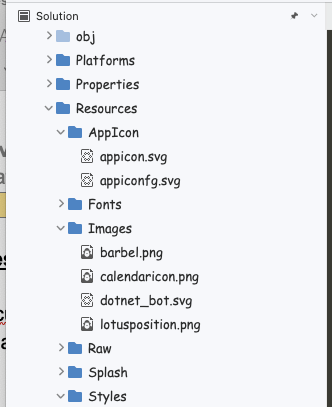 Solution
obj
Platforms
Properties
Resources
AppIcon
appicon.svg
appiconfg.svg
Fonts
Images
barbel.png
calendaricon.png
dotnet_bot.svg
lotusposition.png
Raw
Splash
Styles